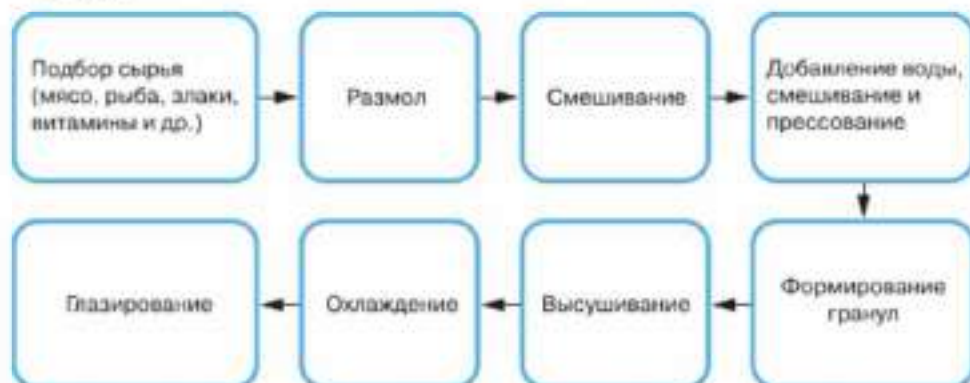 Подбор сырья
(мясо, рыба, злаки,
витамины и др.)
Размол
Смешивание
Добавление воды,
смешивание и
прессование
Формирование
гранул
Высушивание
Охлаждение
Глазирование